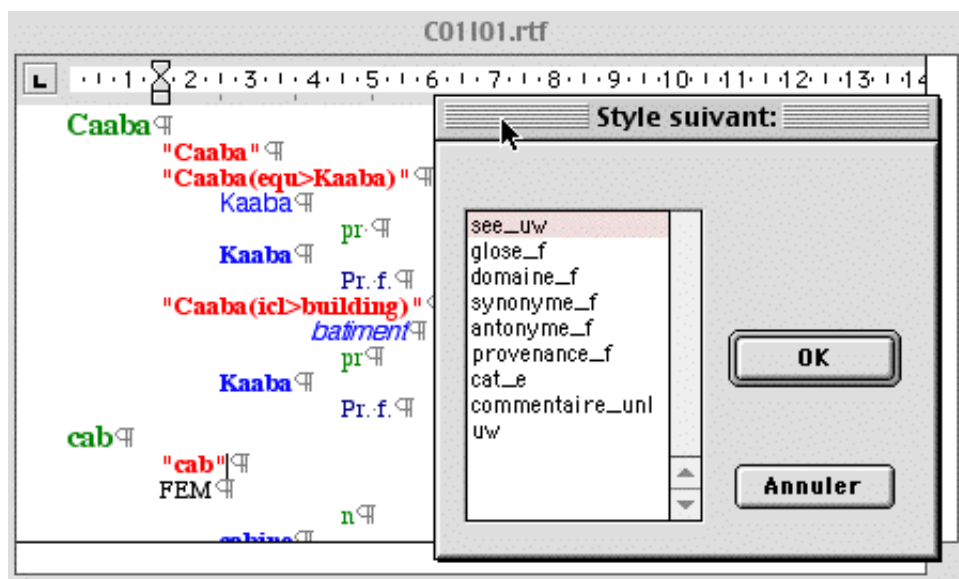 C01I01.rtf
L 1 2 3 4 5 6 7 8 9 10 11 12 13 14
Caaba¶
"Caaba"¶
"Caaba(equ>Kaaba)"¶
Kaaba¶
pr·¶
Kaaba¶
Pr.·f.¶
"Caaba(icl>building)"
batiment¶
pr¶
Kaaba¶
Pr.·f.¶
cab¶
"cab"¶
FEM¶
n¶
cabine¶
Style suivant:
see_uw
glose_f
domaine_f
synonyme_f
antonyme_f
provenance_f
cat_e
commentaire_unl
uw
OK
Annuler